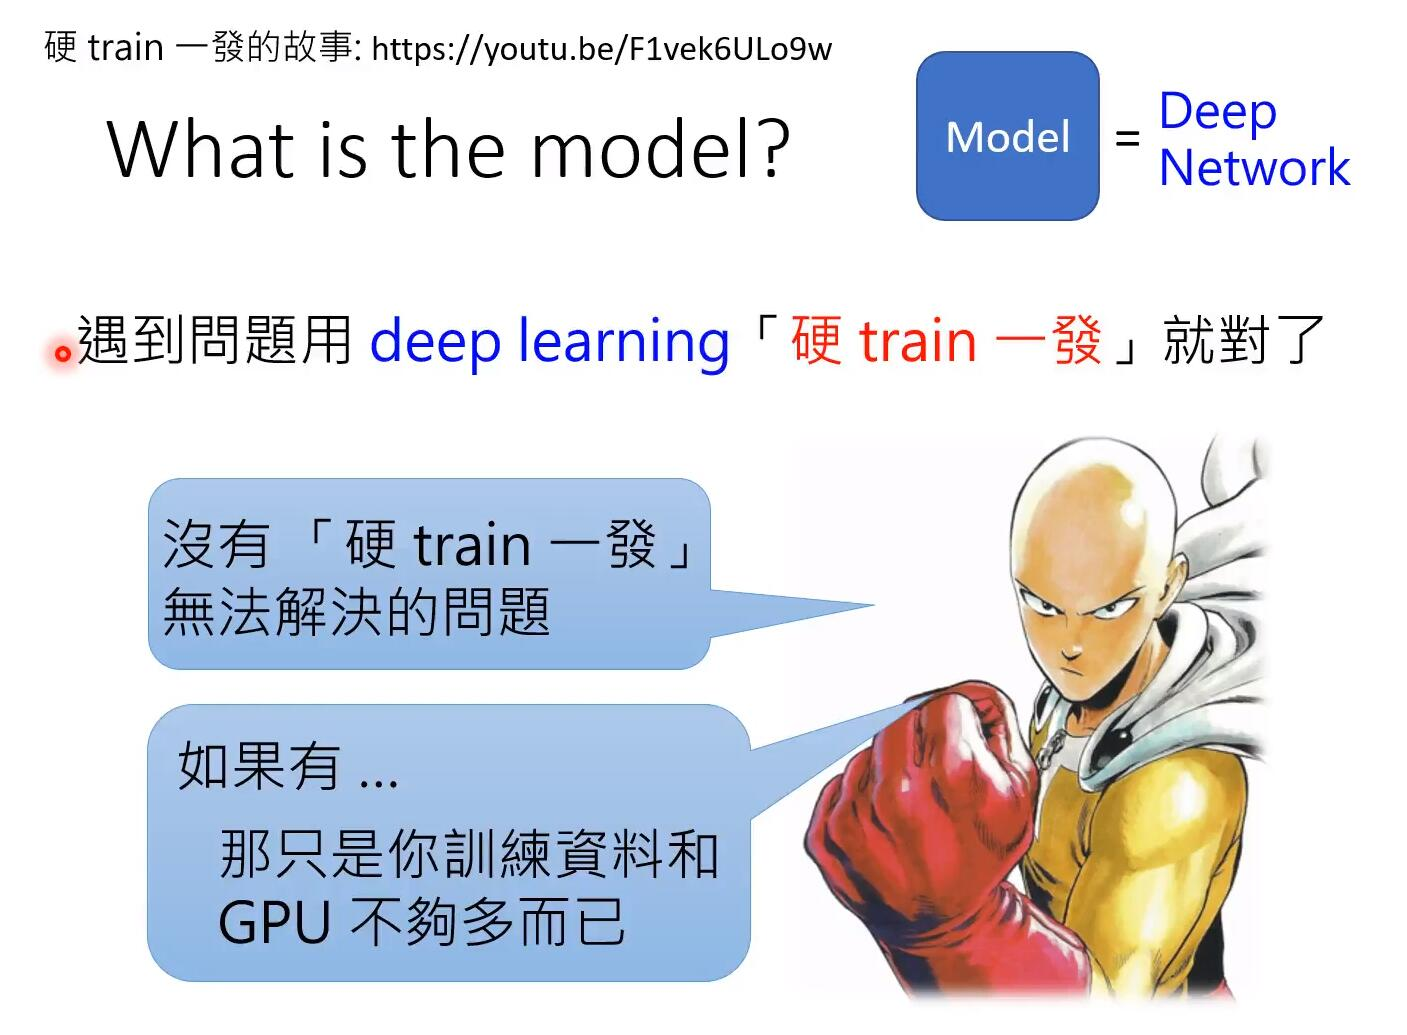 硬 train 一發的故事: https://youtu.be/F1vek6ULo9w
What is the model?
Model
=
Deep
Network
遇到問題用 deep learning「硬 train 一發」就對了
沒有「硬 train 一發」
無法解決的問題
如果有 ...
那只是你訓練資料和
GPU 不夠多而已